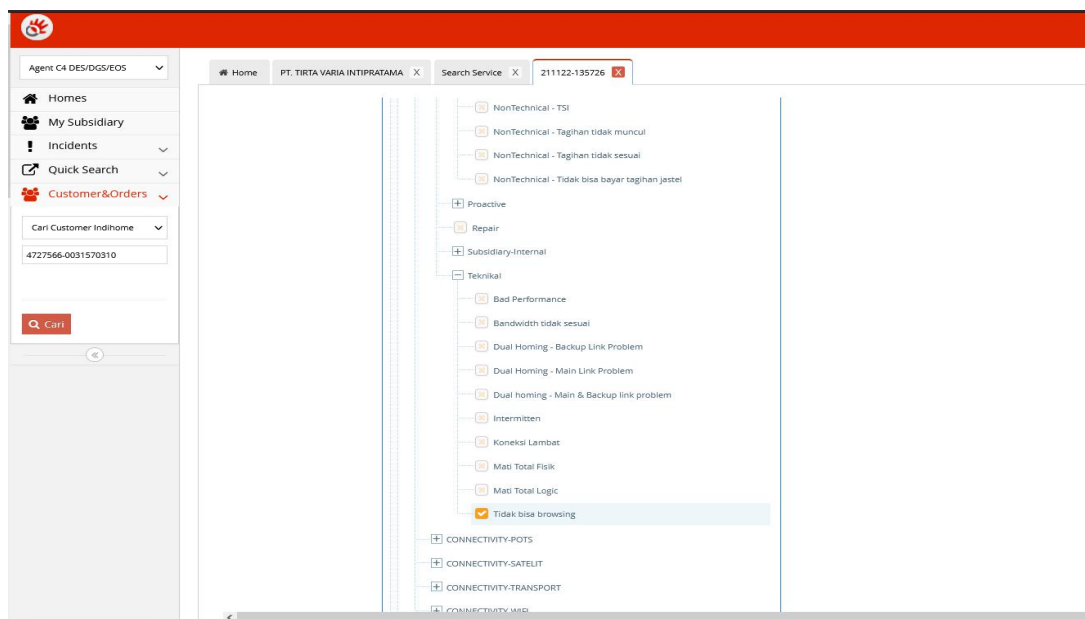 Agent C4 DES/DGS/EOS
Homes
My Subsidiary
Incidents
Quick Search
Customer&Orders
Cari Customer Indihome
4727566-0031570310
Cari
Home
PT. TIRTA VARIA INTIPRATAMA X
Search Service X
211122-135726 X
NonTechnical - TSI
NonTechnical - Tagihan tidak muncul
NonTechnical - Tagihan tidak sesuai
NonTechnical - Tidak bisa bayar tagihan jastel
Proactive
Repair
Subsidiary-Internal
Teknikal
Bad Performance
Bandwidth tidak sesuai
Dual Homing - Backup Link Problem
Dual Homing - Main Link Problem
Dual homing - Main & Backup link problem
Intermitten
Koneksi Lambat
Mati Total Fisik
Mati Total Logic
Tidak bisa browsing
CONNECTIVITY-POTS
CONNECTIVITY-SATELIT
CONNECTIVITY-TRANSPORT
CONNECTIVITY-WIFI